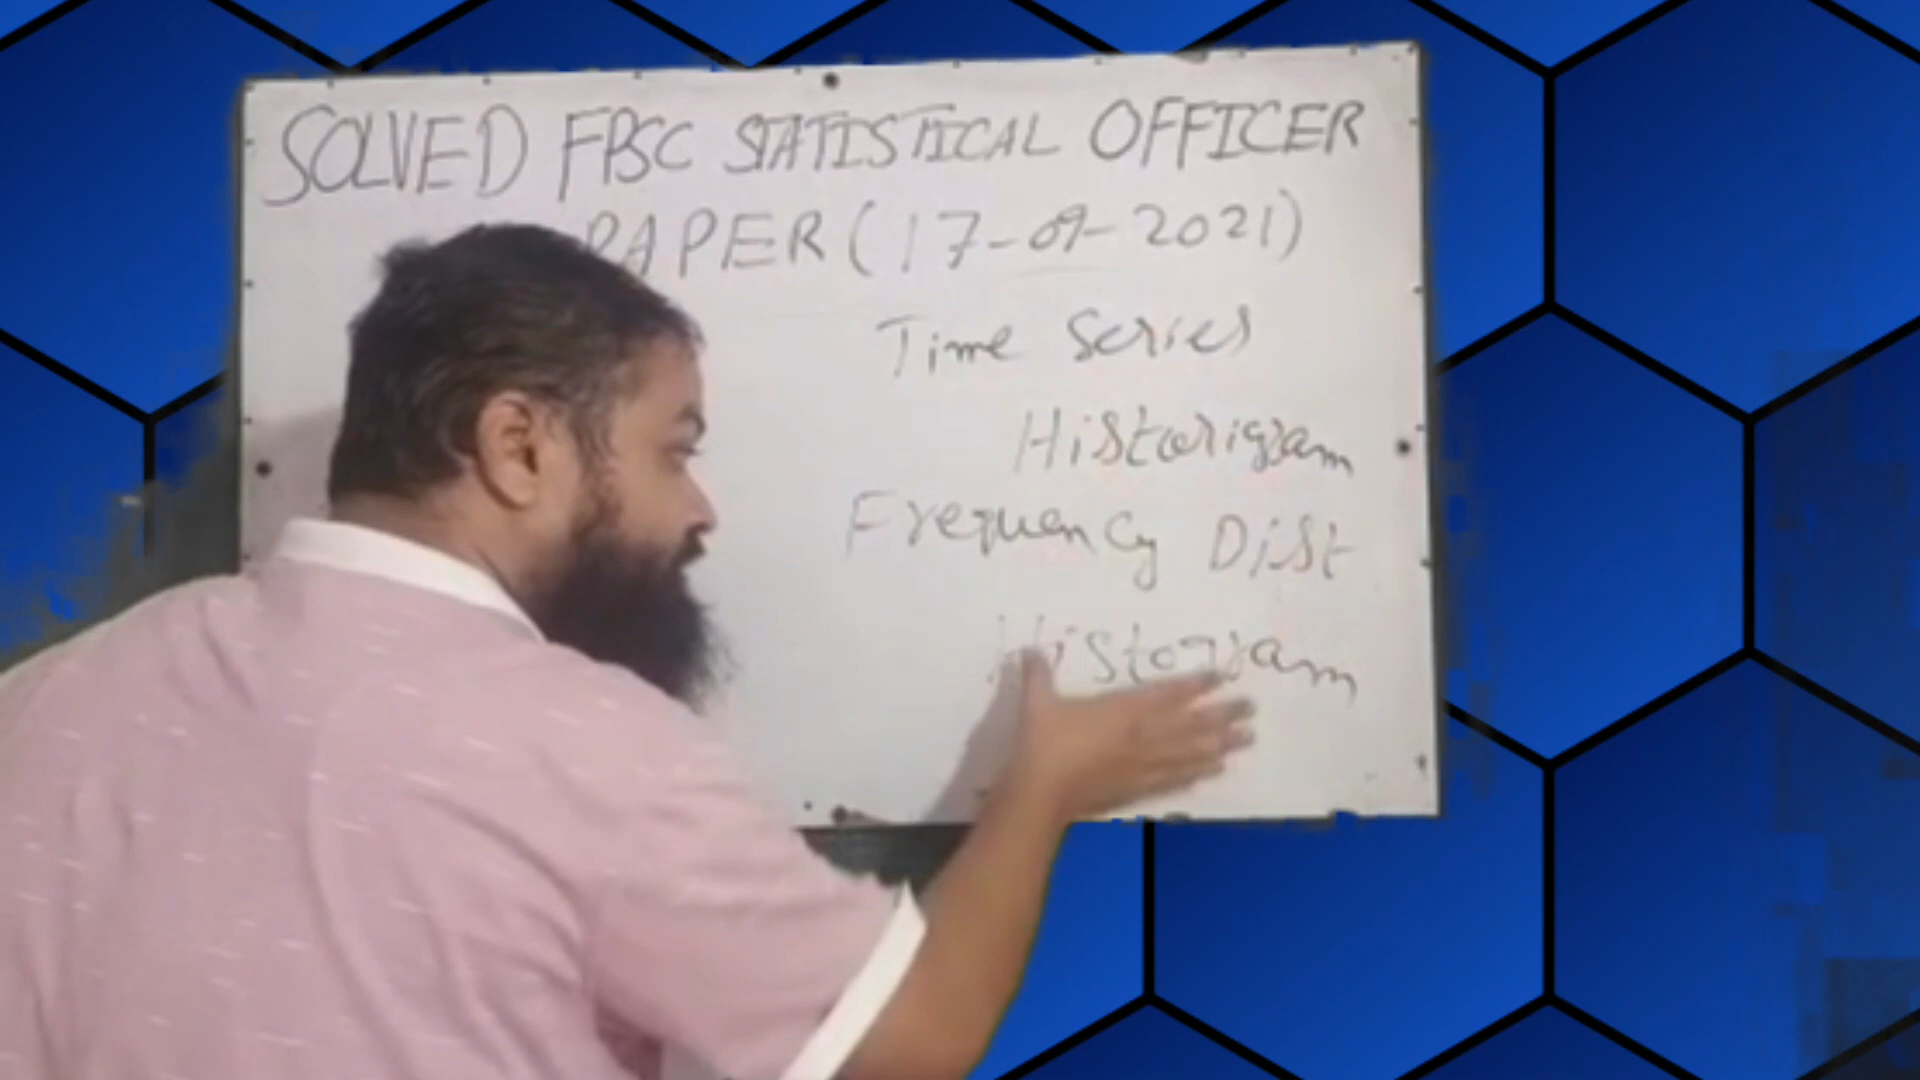 SOLVED FPSC STATISTICAL OFFICER
PAPER (17-09-2021)
Time Series
Historigram
Frequency Dist
Histogram